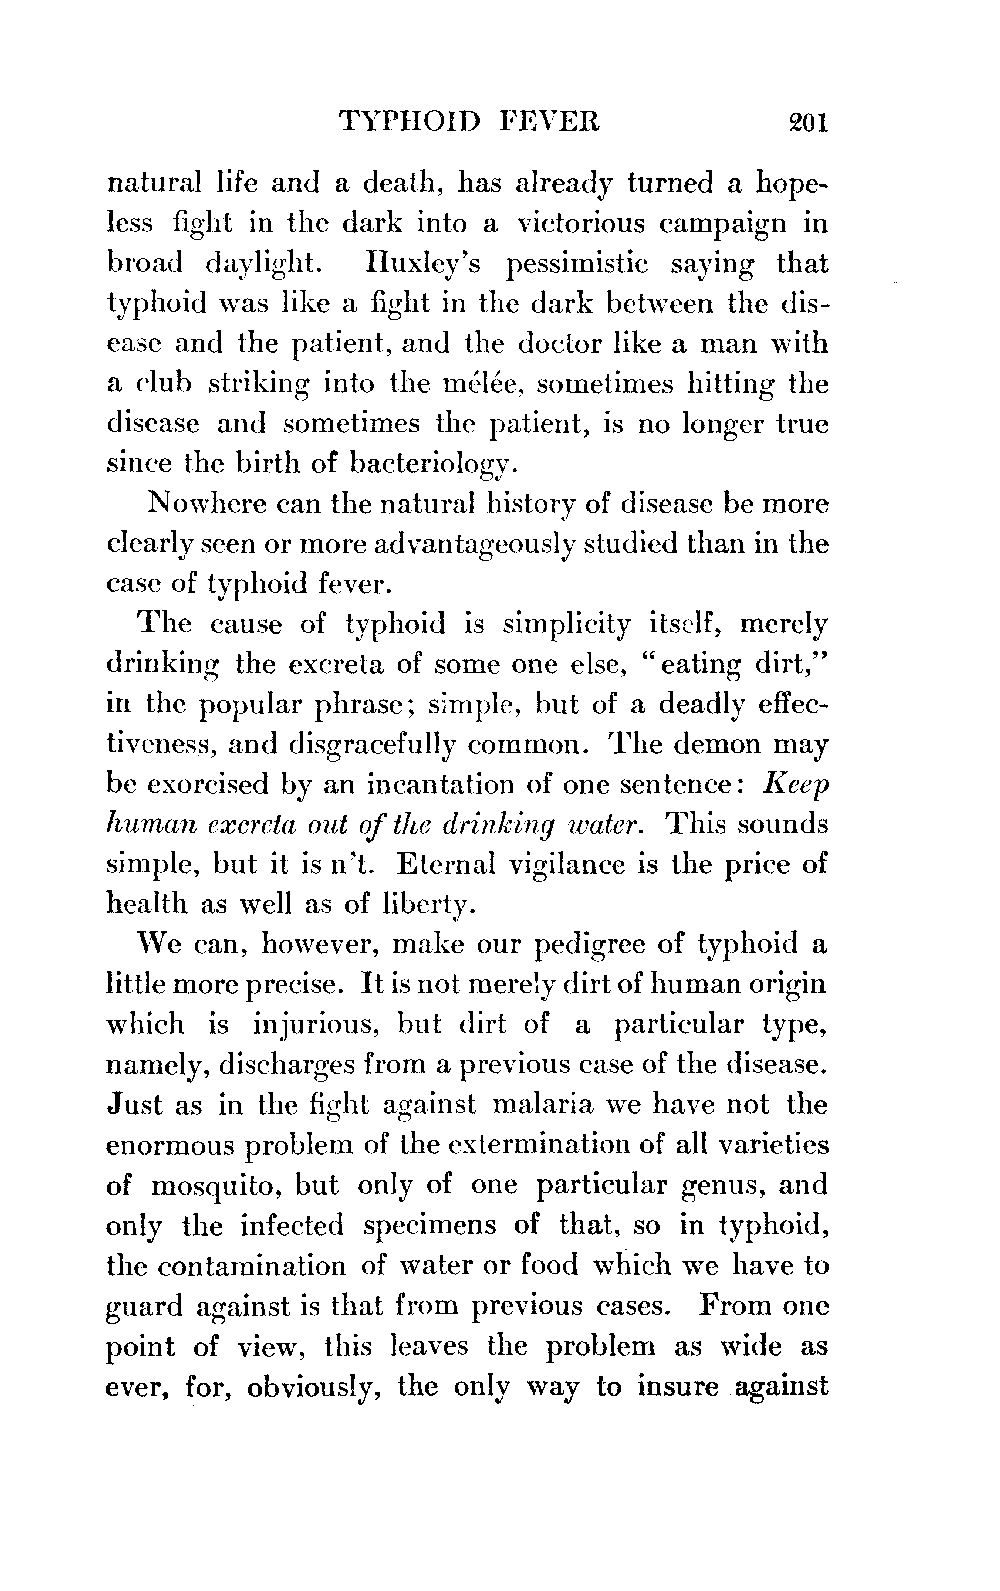 TYPHOID FEVER 201
natural life and a death, has already turned a hope-
less fight in the dark into a victorious campaign in
broad daylight. Huxley's pessimistic saying that
typhoid was like a fight in the dark between the dis-
ease and the patient, and the doctor like a man with
a club striking into the mélée, sometimes hitting the
disease and sometimes the patient, is no longer true
since the birth of bacteriology.
Nowhere can the natural history of disease be more
clearly seen or more advantageously studied than in the
case of typhoid fever.
The cause of typhoid is simplicity itself, merely
drinking the excreta of some one else, "eating dirt,"
in the popular phrase; simple, but of a deadly effec-
tiveness, and disgracefully common. The demon may
be exorcised by an incantation of one sentence: Keep
human excreta out of the drinking water. This sounds
simple, but it is n't. Eternal vigilance is the price of
health as well as of liberty.
We can, however, make our pedigree of typhoid a
little more precise. It is not merely dirt of human origin
which is injurious, but dirt of a particular type,
namely, discharges from a previous case of the disease.
Just as in the fight against malaria we have not the
enormous problem of the extermination of all varieties
of mosquito, but only of one particular genus, and
only the infected specimens of that, so in typhoid,
the contamination of water or food which we have to
guard against is that from previous cases. From one
point of view, this leaves the problem as wide as
ever, for, obviously, the only way to insure against